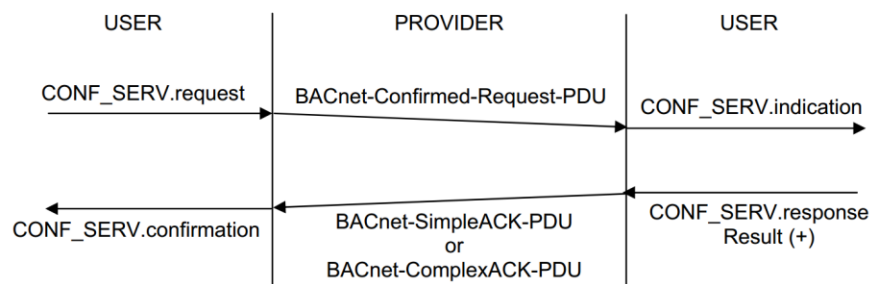 USER PROVIDER USER
CONF_SERV.request BACnet-Confirmed-Request-PDU CONF_SERV.indication
CONF_SERV.confirmation BACnet-SimpleACK-PDU CONF_SERV.response
or Result (+)
BACnet-ComplexACK-PDU